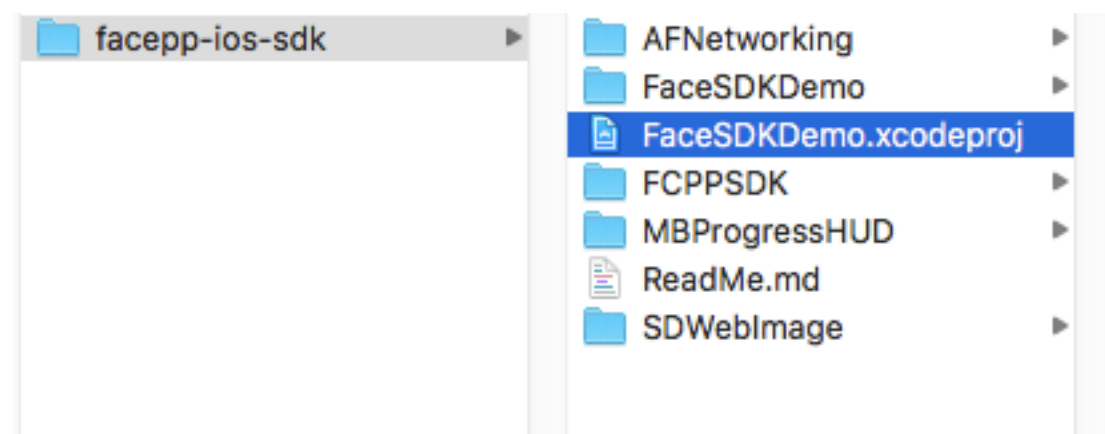 facepp-ios-sdk
AFNetworking
FaceSDKDemo
FaceSDKDemo.xcodeproj
FCPPSDK
MBProgressHUD
ReadMe.md
SDWebImage